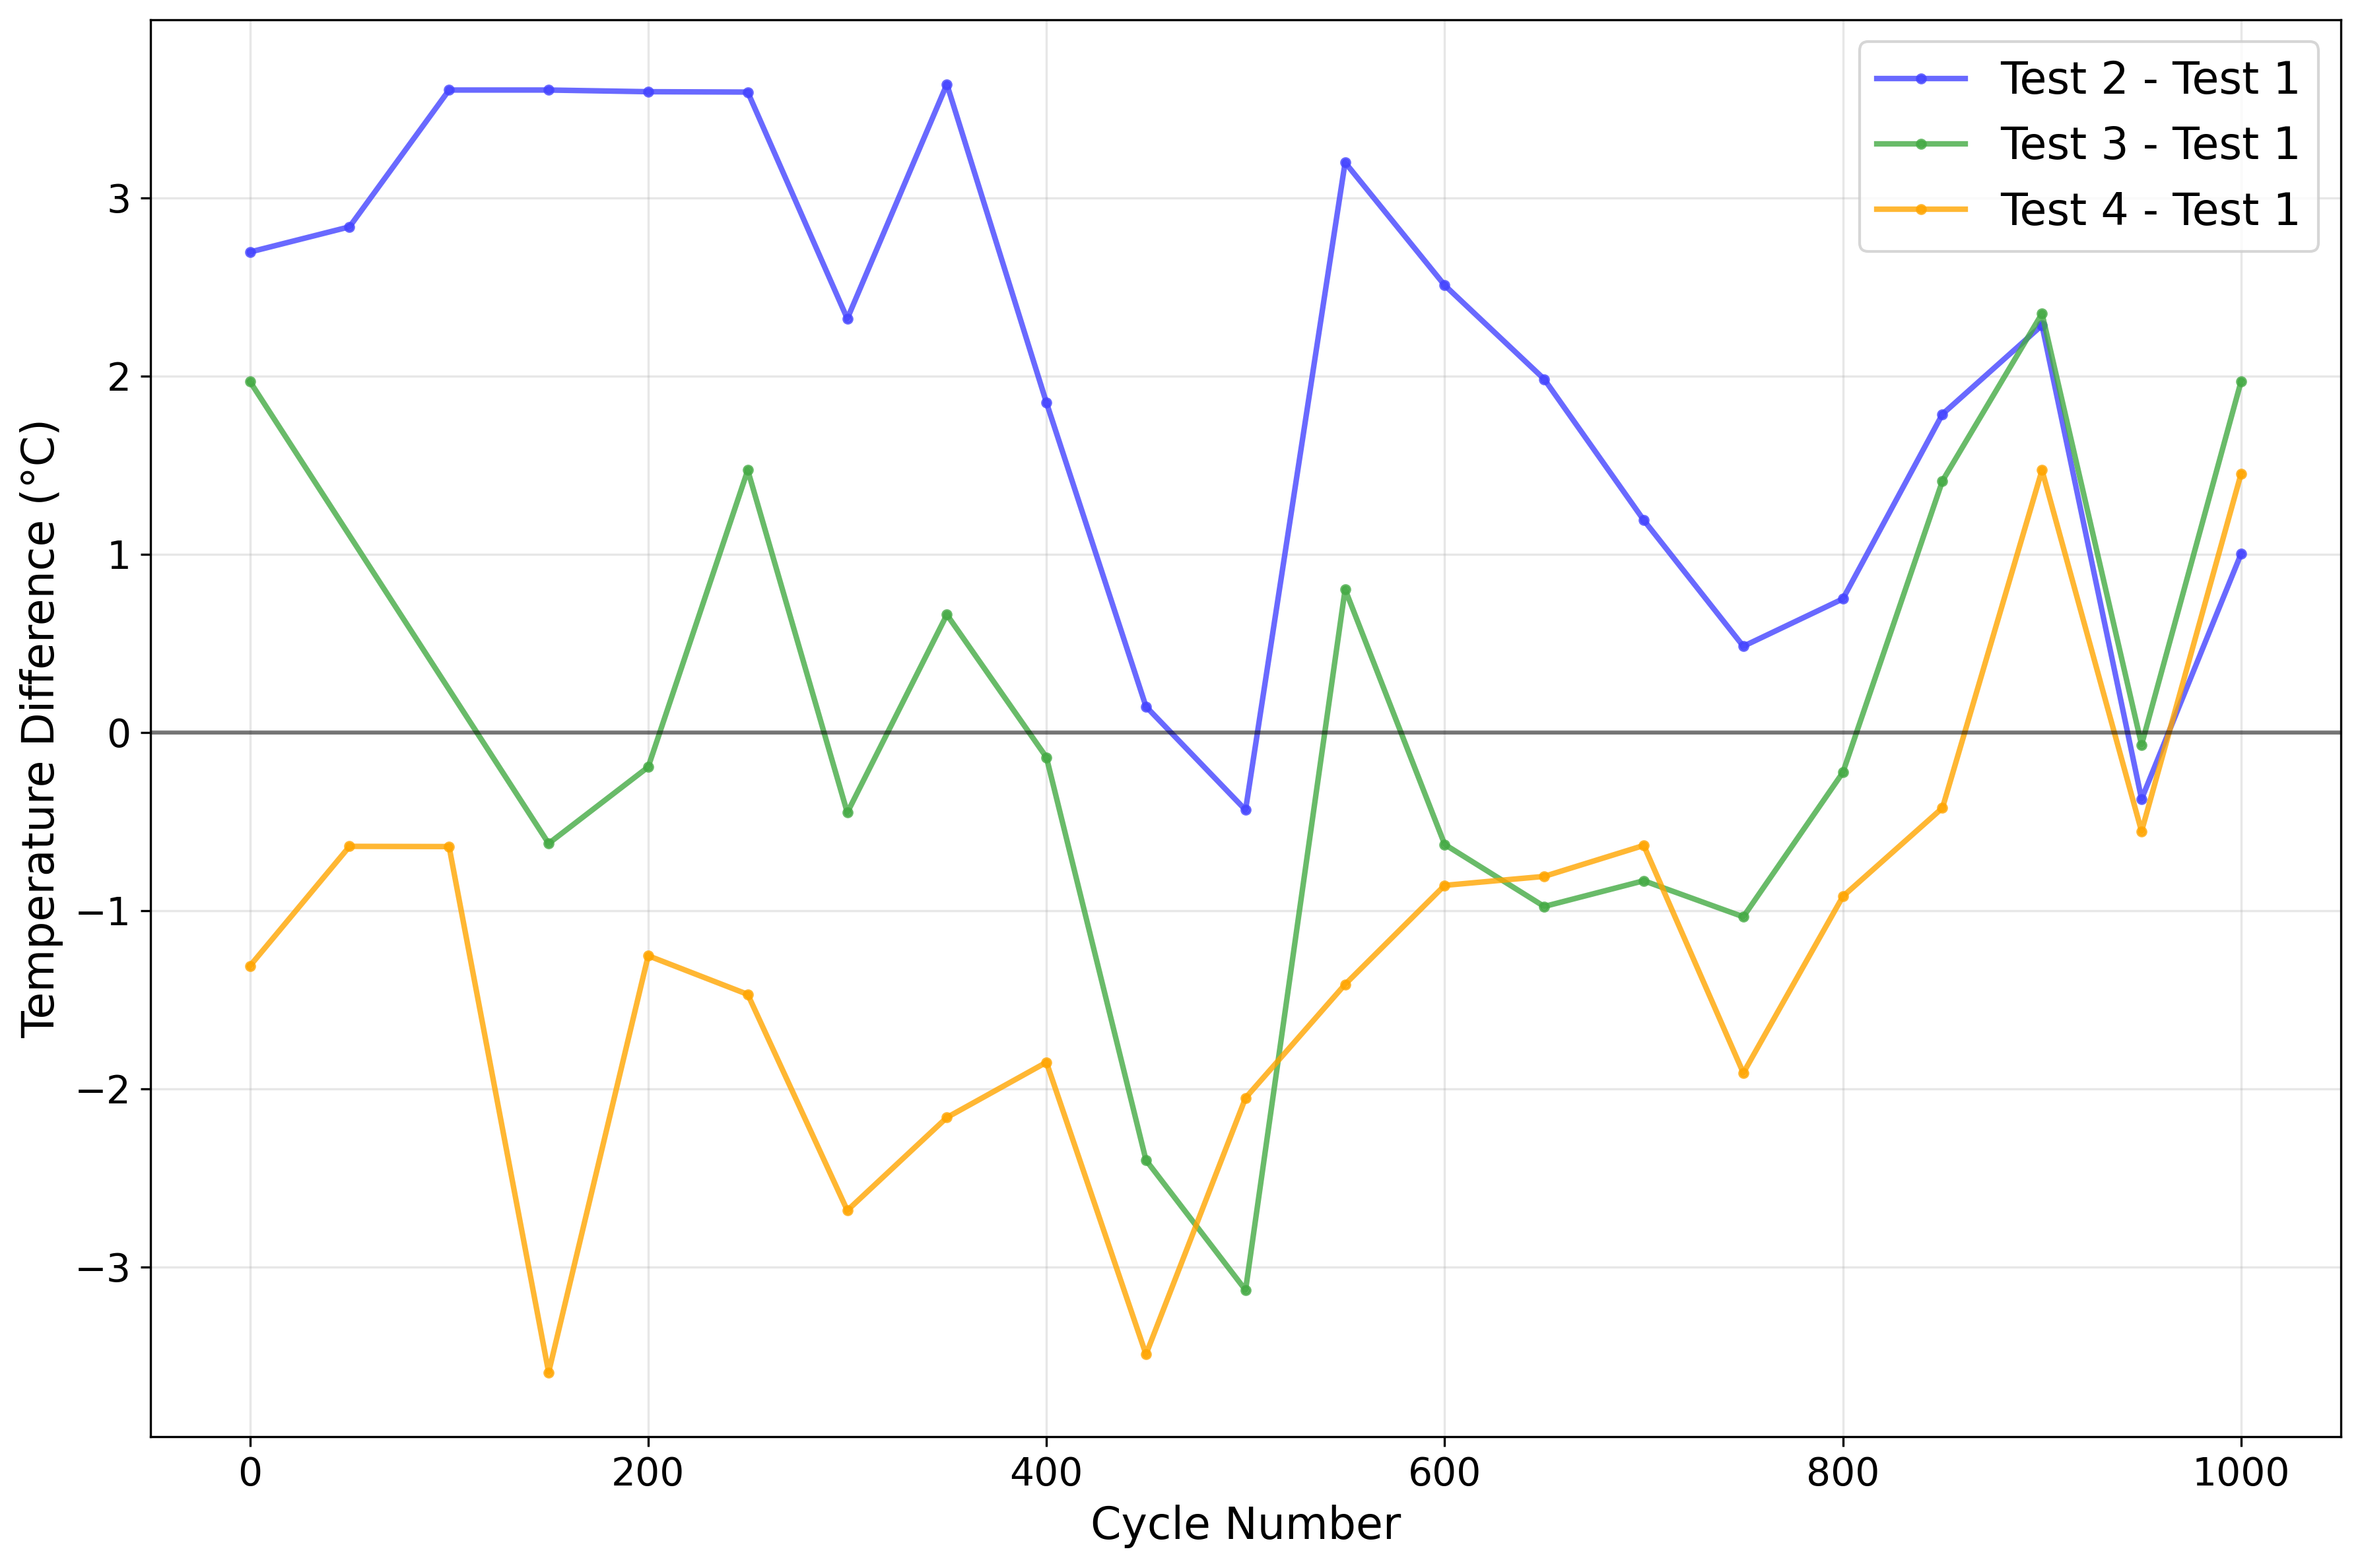 Test 2 - Test 1
Test 3 - Test 1
Test 4 - Test 1
Temperature Difference (°C)
3
2
1
0
−1
−2
−3
0 200 400 600 800 1000
Cycle Number